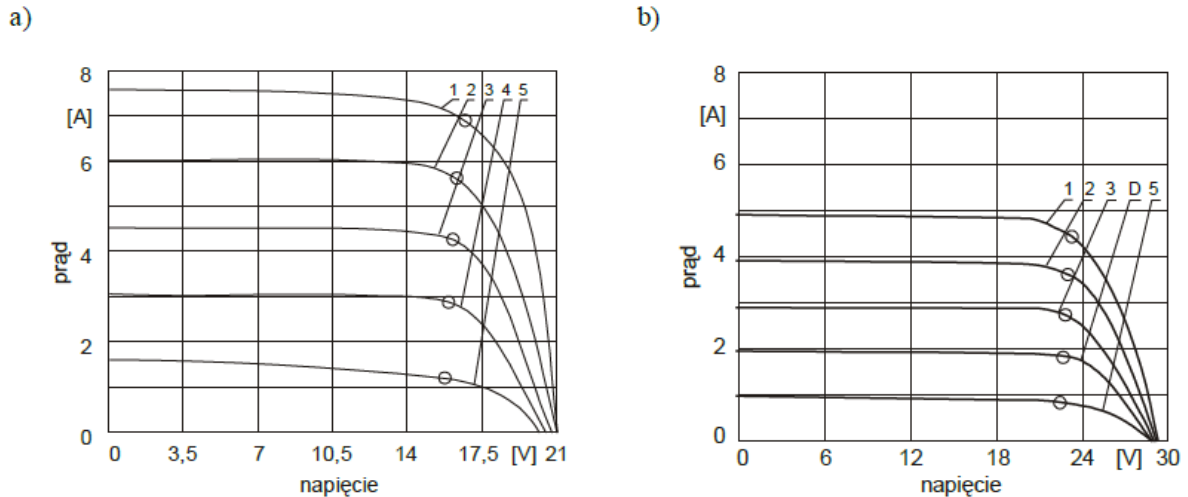 a)
8
[A]
6
4
2
0
prąd
1 2 3 4 5
0 3,5 7 10,5 14 17,5 [V] 21
napięcie
b)
8
[A]
6
4
2
0
prąd
1 2 3 D 5
0 6 12 18 24 [V] 30
napięcie